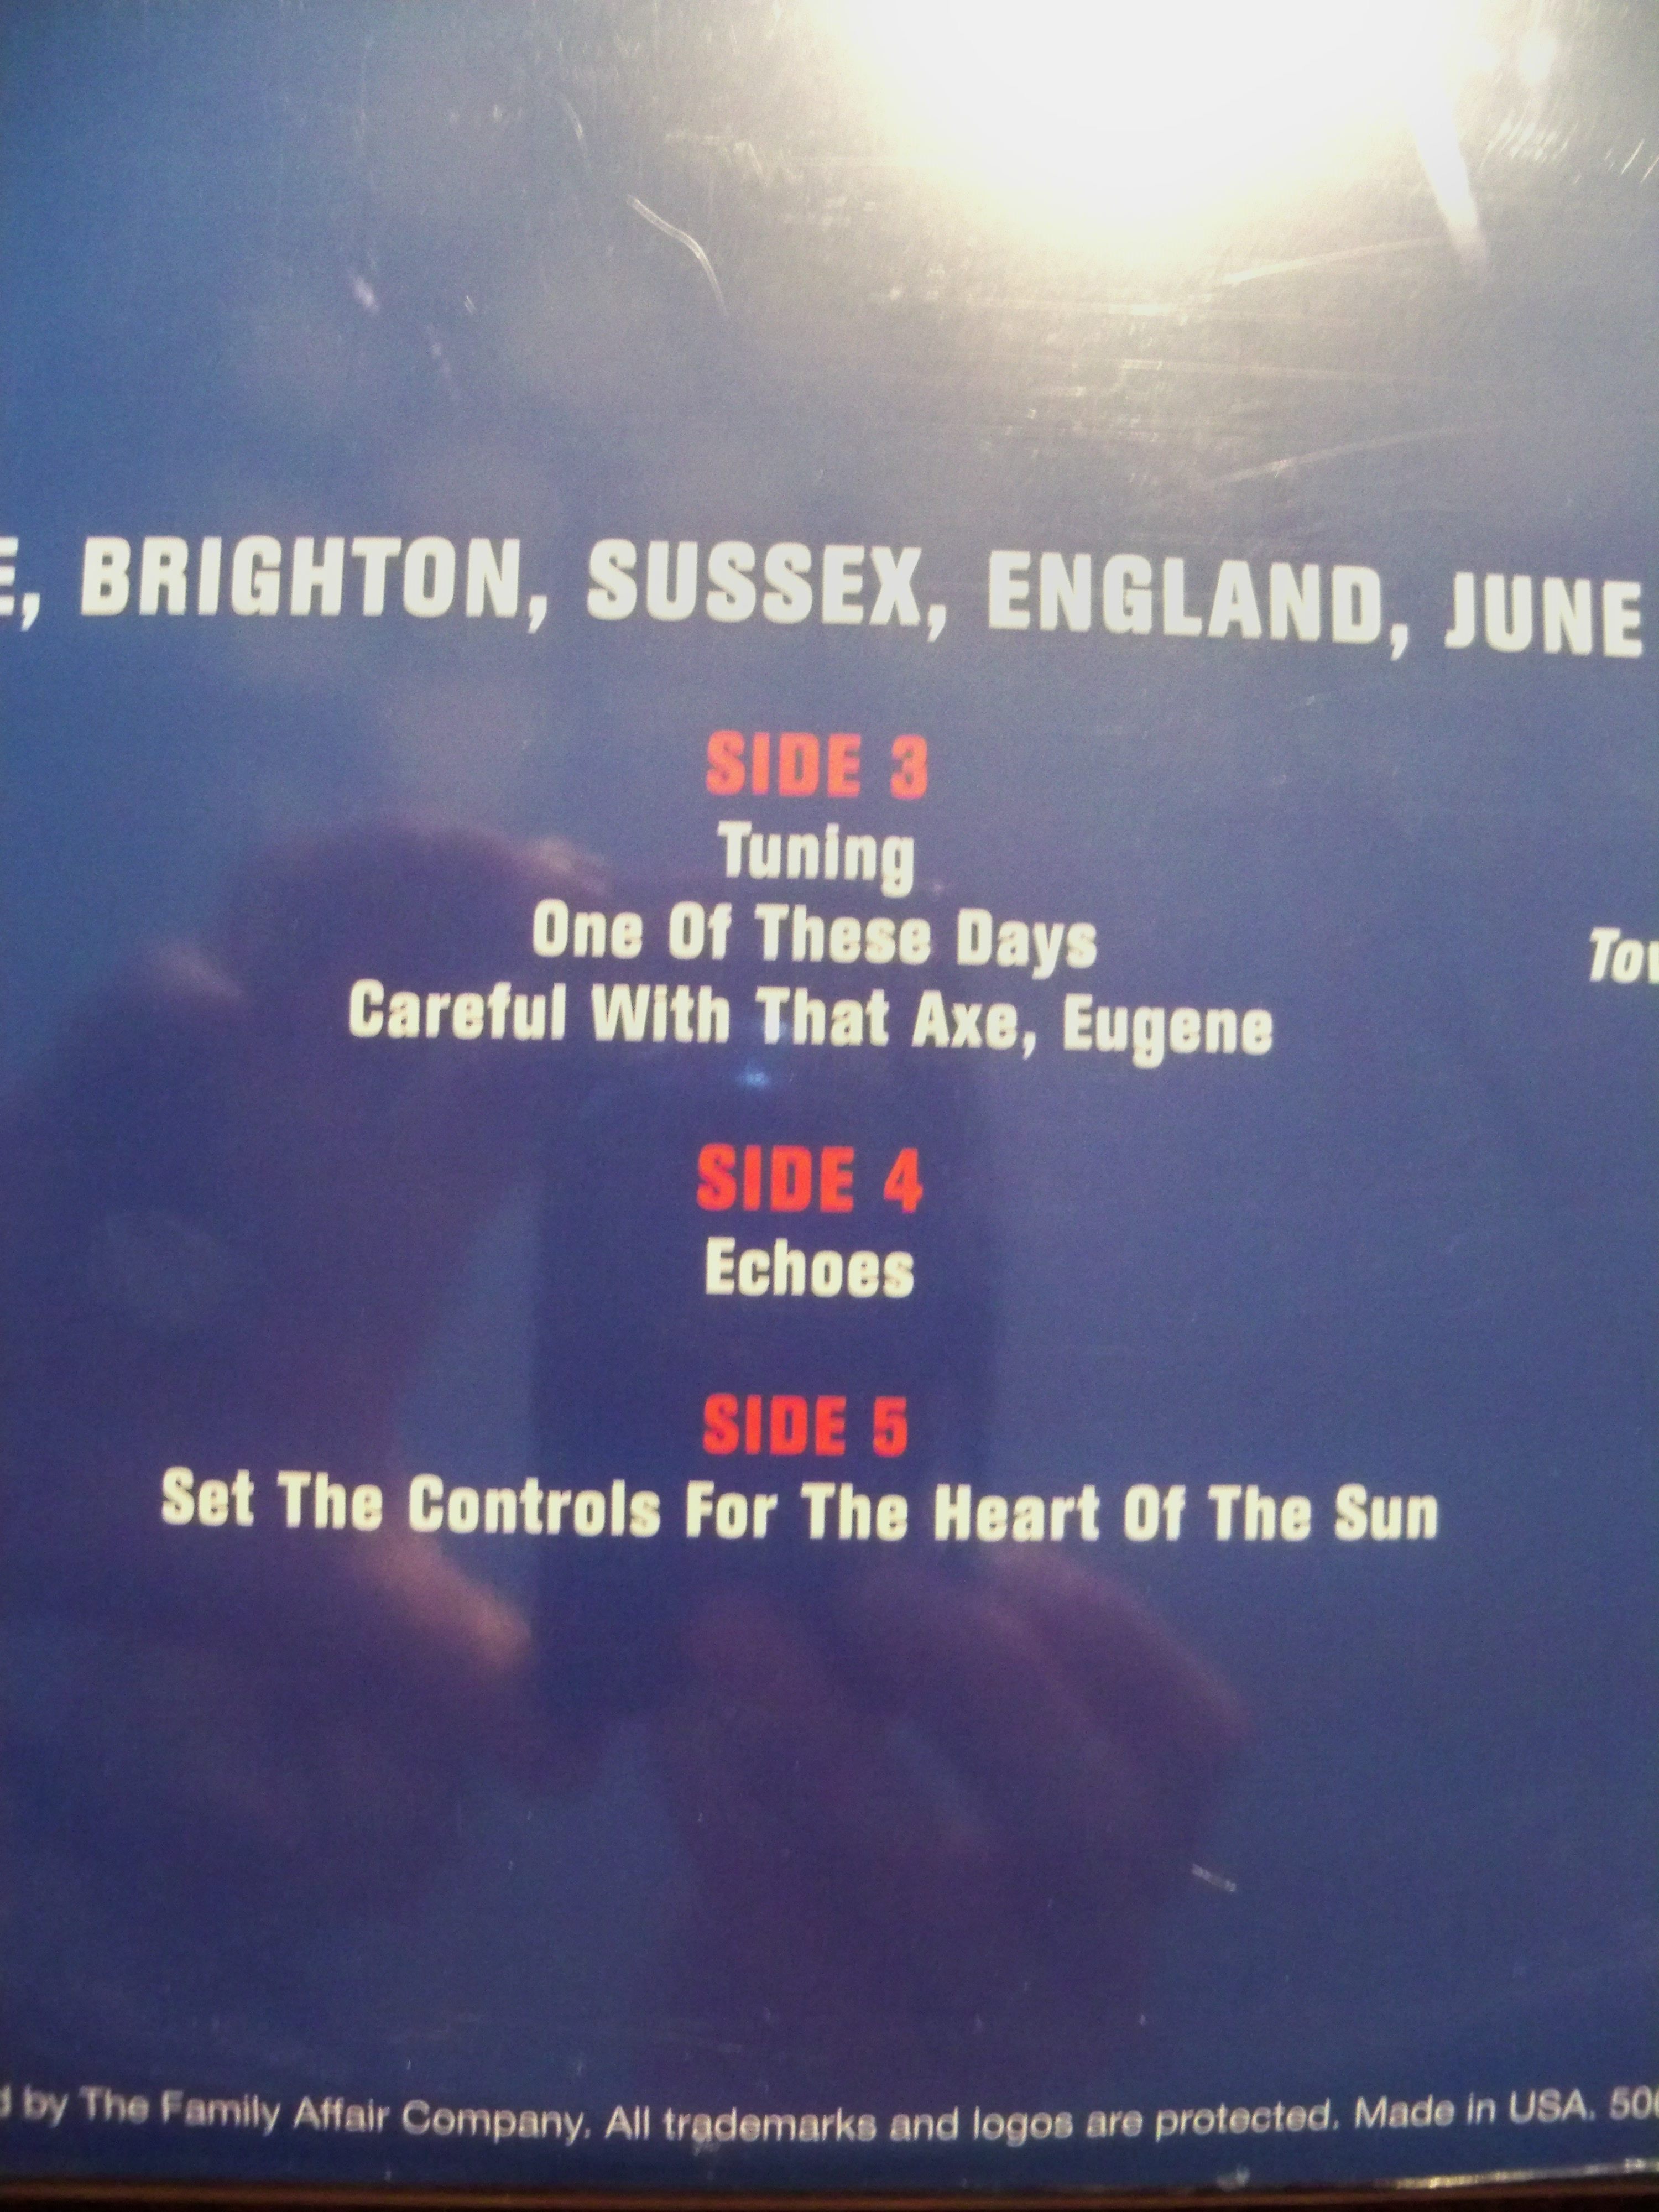 E, BRIGHTON, SUSSEX, ENGLAND, JUNE
SIDE 3
Tuning
One Of These Days
Careful With That Axe, Eugene
SIDE 4
Echoes
SIDE 5
Set The Controls For The Heart Of The Sun
by The Family Affair Company. All trademarks and logos are protected. Made in USA.